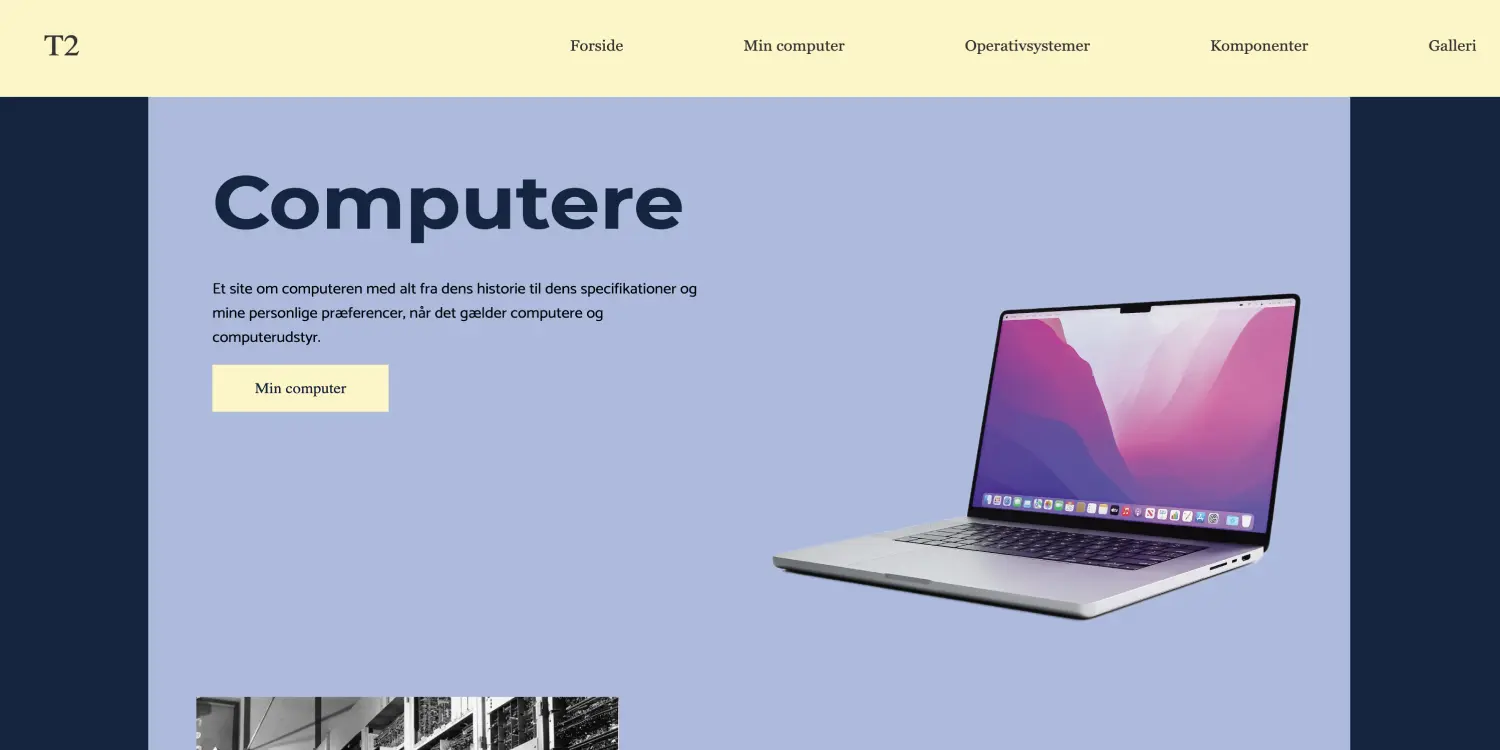 T2
Forside
Min computer
Operativsystemer
Komponenter
Galleri
Computere
Et site om computeren med alt fra dens historie til dens specifikationer og
mine personlige præferencer, når det gælder computere og
computerudstyr.
Min computer